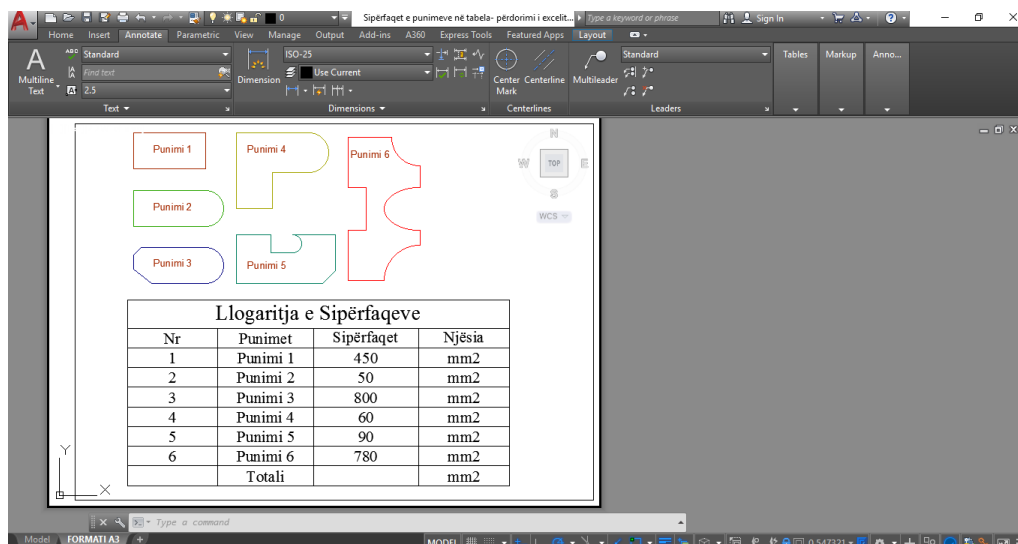 Sipërfaqet e punimeve në tabela- përdorimi i excelit...
Type a keyword or phrase
Sign In
0
Home Insert Annotate Parametric View Manage Output Add-ins A360 Express Tools Featured Apps Layout
A Standard ISO-25 Standard Tables Markup Anno...
Find text Use Current
Multiline Text 2.5 Dimension Center Mark Centerline Multileader
Text Dimensions Centerlines Leaders
Punimi 1
Punimi 2
Punimi 3
Punimi 4
Punimi 5
Punimi 6
N
W TOP E
S
WCS
Llogaritja e Sipërfaqeve
Nr Punimet Sipërfaqet Njësia
1 Punimi 1 450 mm2
2 Punimi 2 50 mm2
3 Punimi 3 800 mm2
4 Punimi 4 60 mm2
5 Punimi 5 90 mm2
6 Punimi 6 780 mm2
Totali mm2
Y
X
Type a command
Model FORMATI A3 + MODEL 0.547321